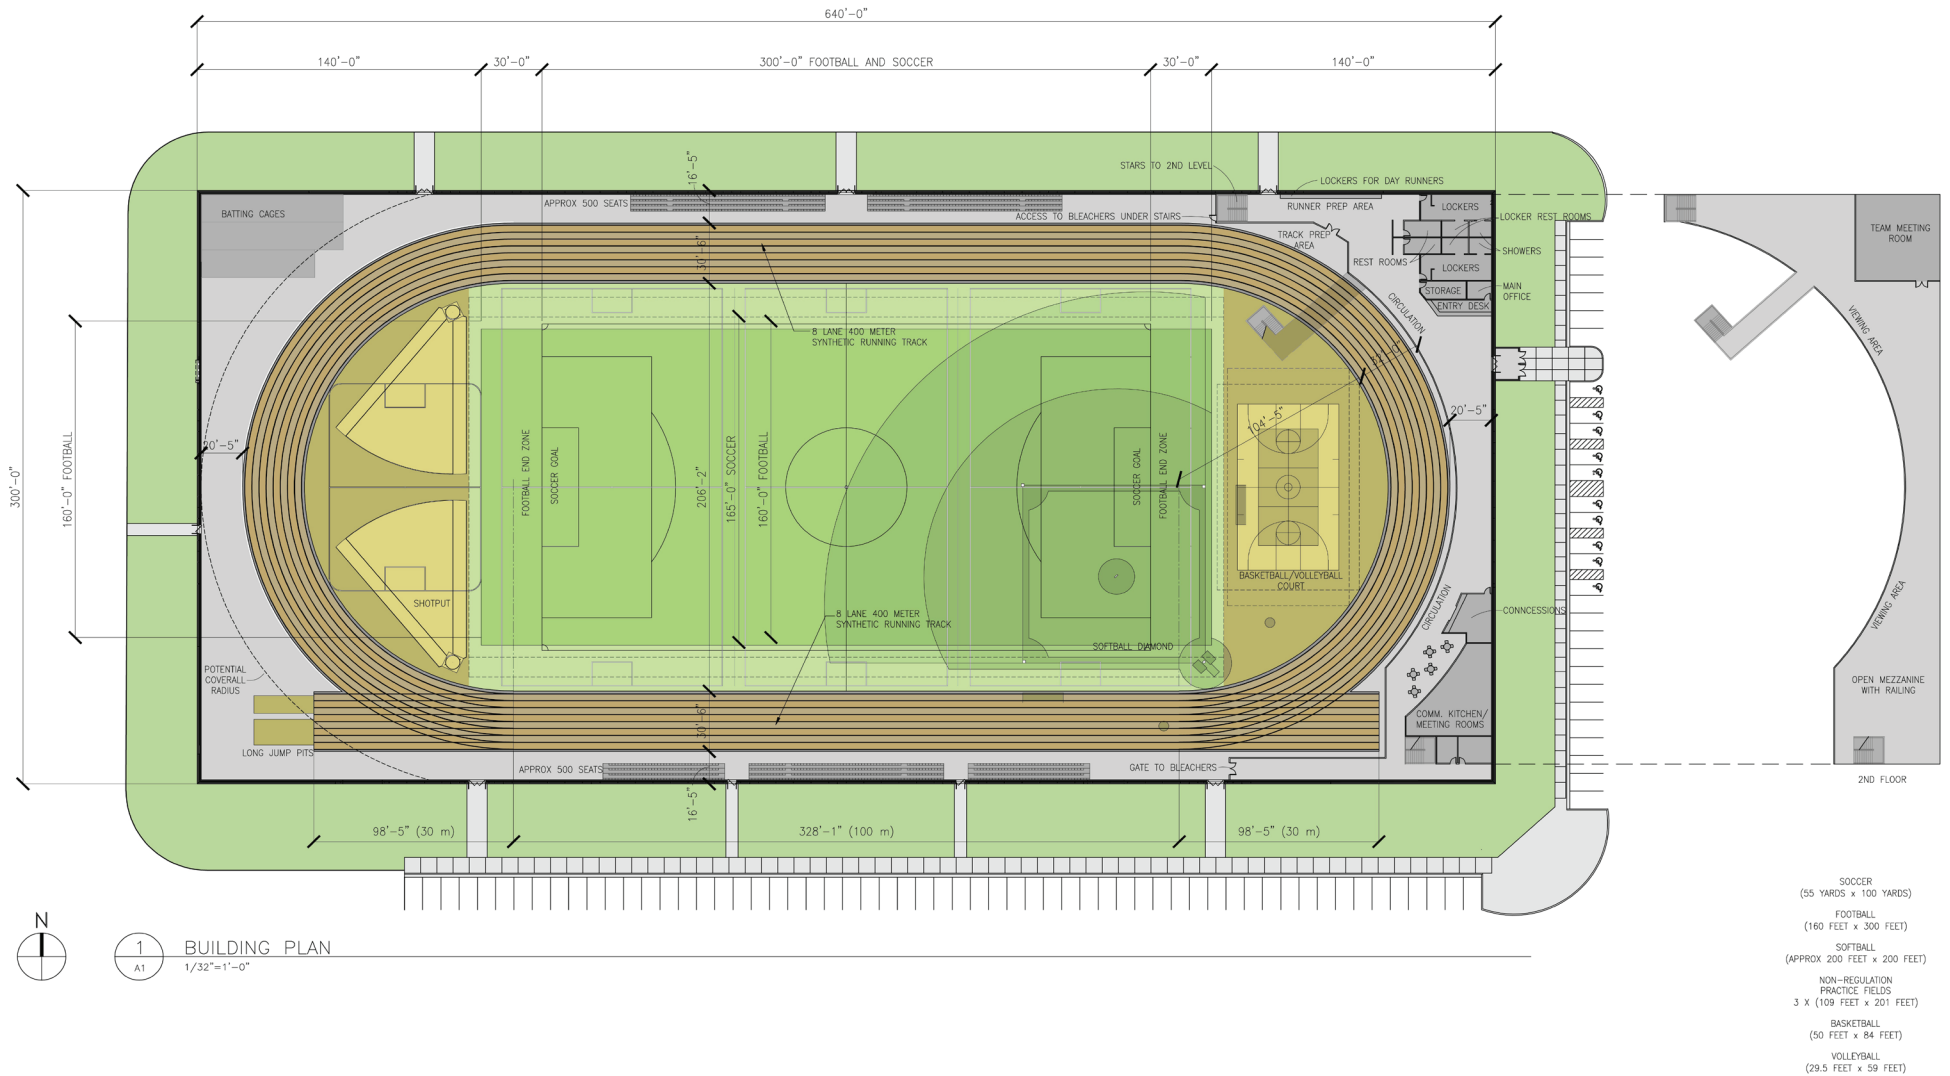 640'-0"
140'-0"
30'-0"
300'-0" FOOTBALL AND SOCCER
30'-0"
140'-0"
16'-5"
STARS TO 2ND LEVEL
LOCKERS FOR DAY RUNNERS
APPROX 500 SEATS
BATTING CAGES
ACCESS TO BLEACHERS UNDER STAIRS
RUNNER PREP AREA
LOCKERS
LOCKER REST ROOMS
TRACK PREP
AREA
SHOWERS
REST ROOMS
LOCKERS
30'-6"
STORAGE
MAIN
OFFICE
ENTRY DESK
CIRCULATION
TEAM MEETING
ROOM
VIEWING AREA
8 LANE 400 METER
SYNTHETIC RUNNING TRACK
104'-5"
20'-5"
20'-5"
300'-0"
160'-0" FOOTBALL
FOOTBALL END ZONE
SOCCER GOAL
206'-2"
165'-0" SOCCER
160'-0" FOOTBALL
SOCCER GOAL
FOOTBALL END ZONE
BASKETBALL/VOLLEYBALL
COURT
SHOTPUT
8 LANE 400 METER
SYNTHETIC RUNNING TRACK
CIRCULATION
CONNCESSIONS
VIEWING AREA
SOFTBALL DIAMOND
POTENTIAL
COVERALL
RADIUS
OPEN MEZZANINE
WITH RAILING
COMM. KITCHEN/
MEETING ROOMS
30'-6"
LONG JUMP PITS
APPROX 500 SEATS
GATE TO BLEACHERS
2ND FLOOR
16'-5"
98'-5" (30 m)
328'-1" (100 m)
98'-5" (30 m)
N
1
A1
BUILDING PLAN
1/32"=1'-0"
SOCCER
(55 YARDS x 100 YARDS)
FOOTBALL
(160 FEET x 300 FEET)
SOFTBALL
(APPROX 200 FEET x 200 FEET)
NON-REGULATION
PRACTICE FIELDS
3 X (109 FEET x 201 FEET)
BASKETBALL
(50 FEET x 84 FEET)
VOLLEYBALL
(29.5 FEET x 59 FEET)